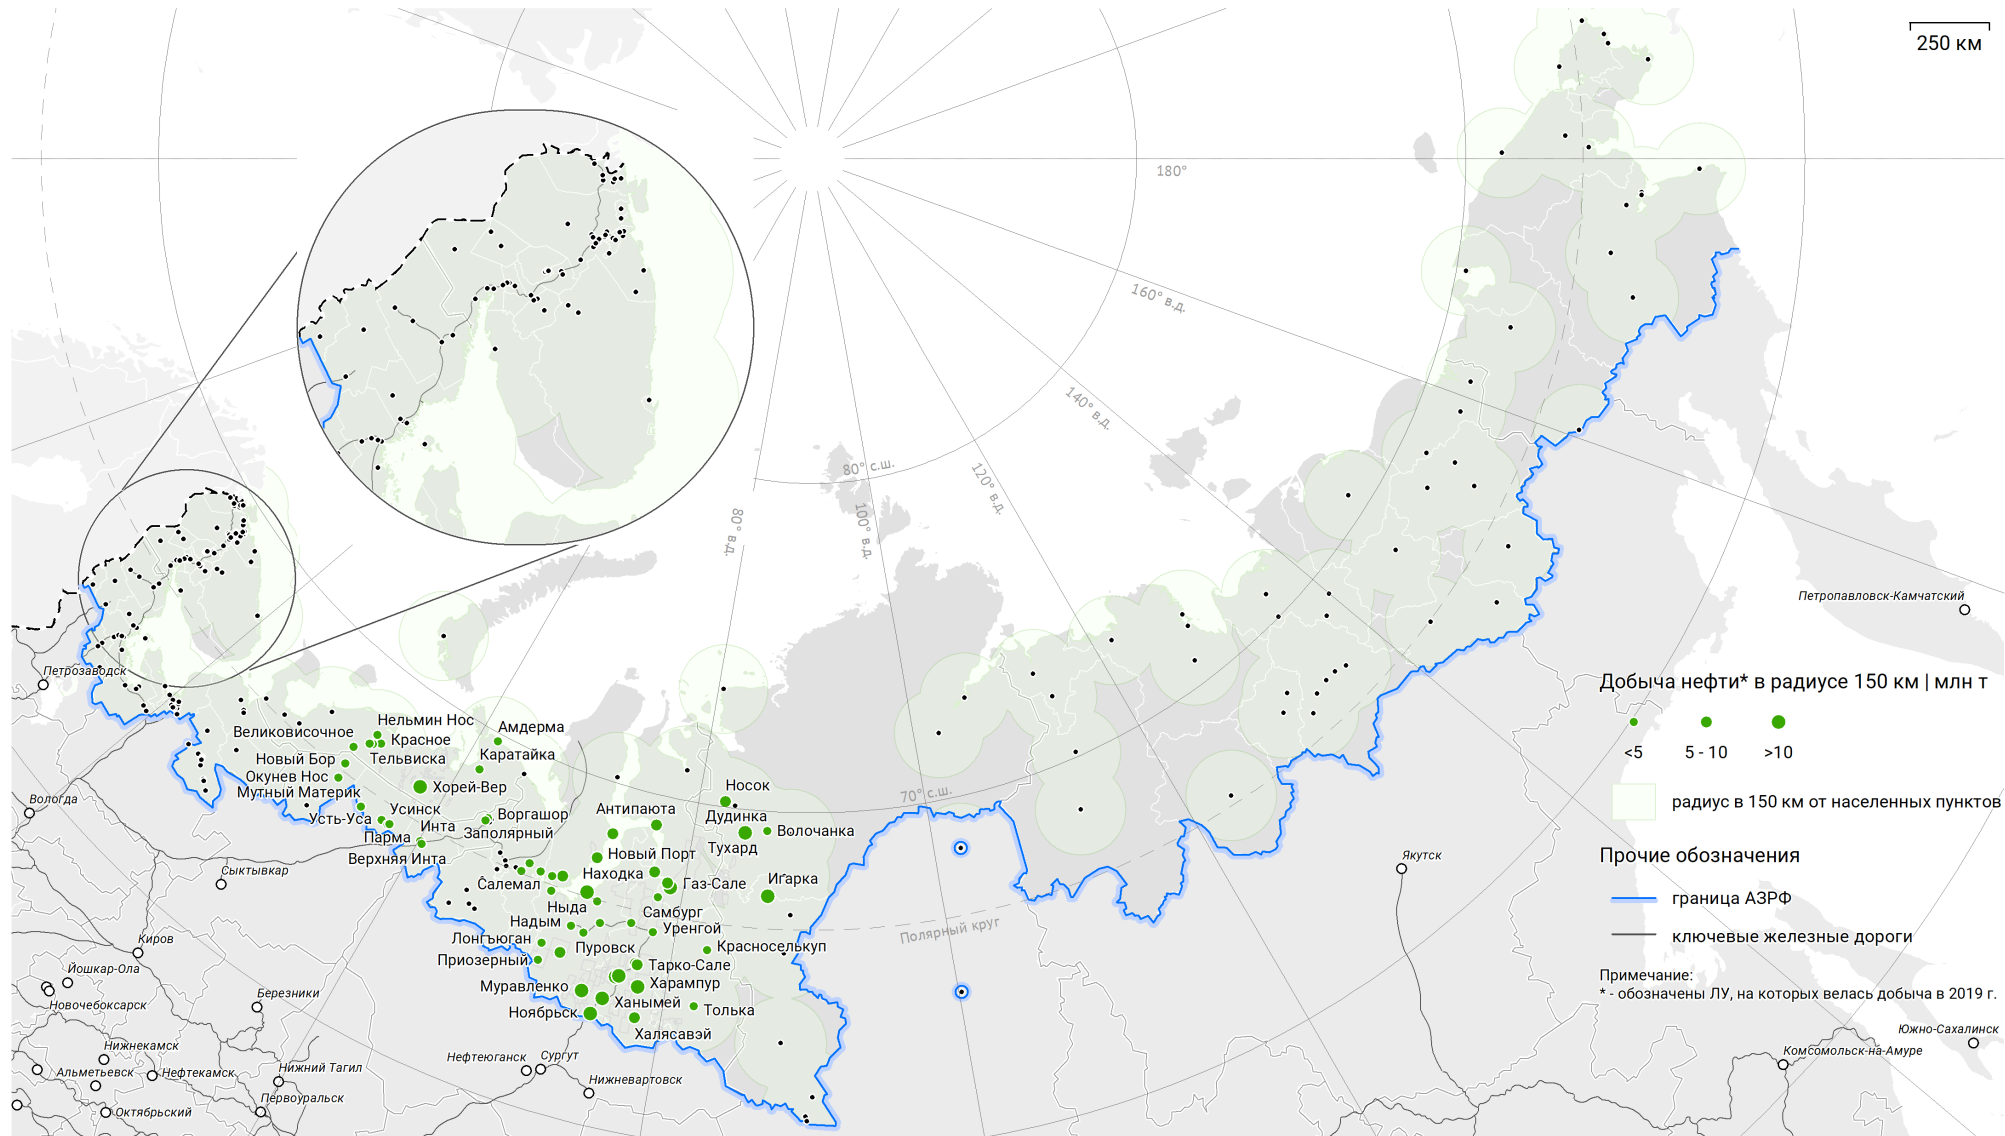 250 км
180°
160° в.д.
140° в.д.
120° в.д.
100° в.д.
80° в.д.
80° с.ш.
70° с.ш.
Полярный круг
Петрозаводск
Вологда
Сыктывкар
Киров
Йошкар-Ола
Новочебоксарск
Березники
Нижнекамск
Альметьевск
Нефтекамск
Октябрьский
Нижний Тагил
Первоуральск
Нефтеюганск
Сургут
Нижневартовск
Якутск
Петропавловск-Камчатский
Южно-Сахалинск
Комсомольск-на-Амуре
Нельмин Нос
Великовисочное
Красное
Тельвиска
Амдерма
Каратайка
Новый Бор
Окунев Нос
Мутный Материк
Хорей-Вер
Усть-Уса
Усинск
Парма
Инта
Верхняя Инта
Воргашор
Заполярный
Антипаюта
Носок
Дудинка
Волочанка
Тухард
Новый Порт
Находка
Газ-Сале
Игарка
Салемал
Ныда
Надым
Самбург
Уренгой
Лонгъюган
Пуровск
Приозерный
Красноселькуп
Тарко-Сале
Муравленко
Харампур
Ханымей
Ноябрьск
Толька
Халясавэй
Добыча нефти* в радиусе 150 км | млн т
<5
5 - 10
>10
радиус в 150 км от населенных пунктов
Прочие обозначения
граница АЗРФ
ключевые железные дороги
Примечание:
* - обозначены ЛУ, на которых велась добыча в 2019 г.